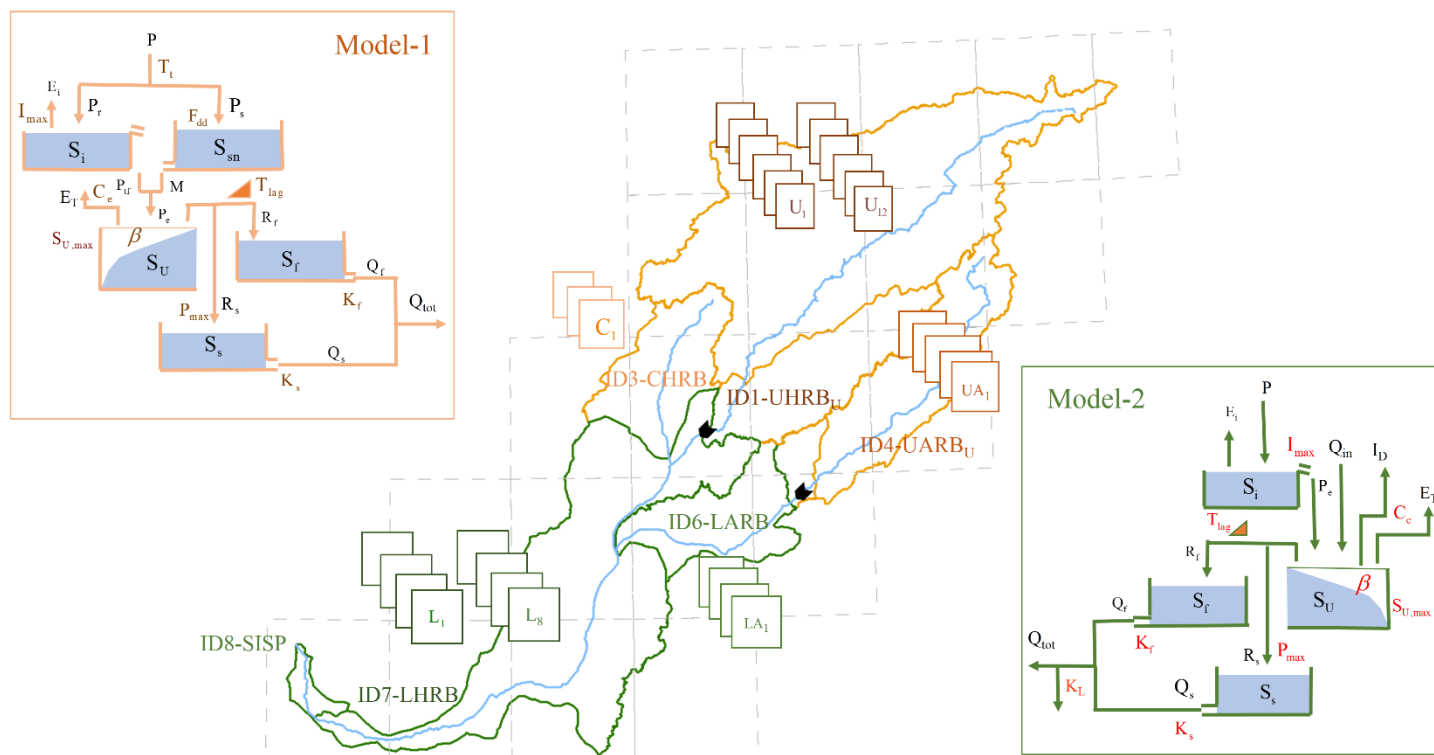 Model-1
P
T_t
E_i
P_r
P_s
I_max
F_dd
S_i
S_sn
P_tf
M
T_lag
E_T
C_e
P_e
R_f
S_U,max
β
S_U
S_f
Q_f
K_f
Q_tot
P_max
R_s
S_s
Q_s
K_s
U_1
U_12
C_1
UA_1
ID3-CHRB
ID1-UHRB_U
ID4-UARB_U
ID6-LARB
L_1
L_8
LA_1
ID8-SISP
ID7-LHRB
Model-2
P
E_i
I_max
Q_in
I_D
S_i
P_e
E_T
T_lag
C_e
R_f
β
S_f
S_U
S_U,max
Q_f
K_f
Q_tot
R_s
P_max
K_L
Q_s
S_s
K_s